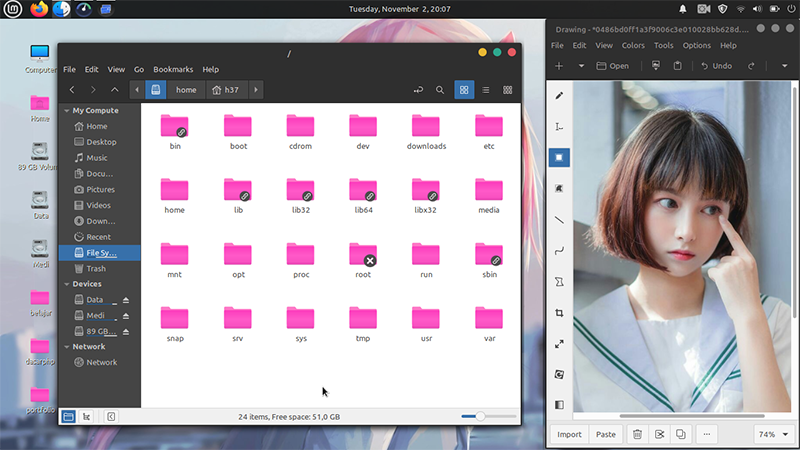 Tuesday, November 2, 20:07
Computer
Home
89 GB Volum
Data
Medi
belajar
dasarphp
portfolio
/
File Edit View Go Bookmarks Help
home h37
My Compute
Home
Desktop
Music
Docu...
Pictures
Videos
Down...
Recent
File Sy...
Trash
Devices
Data
Medi
89 GB...
Network
Network
bin boot cdrom dev downloads etc
home lib lib32 lib64 libx32 media
mnt opt proc root run sbin
snap srv sys tmp usr var
24 items, Free space: 51,0 GB
Drawing - *0486bd0ff1a3f9006c3e010028bb628d....
File Edit View Colors Tools Options Help
Open Undo
Import Paste 74%